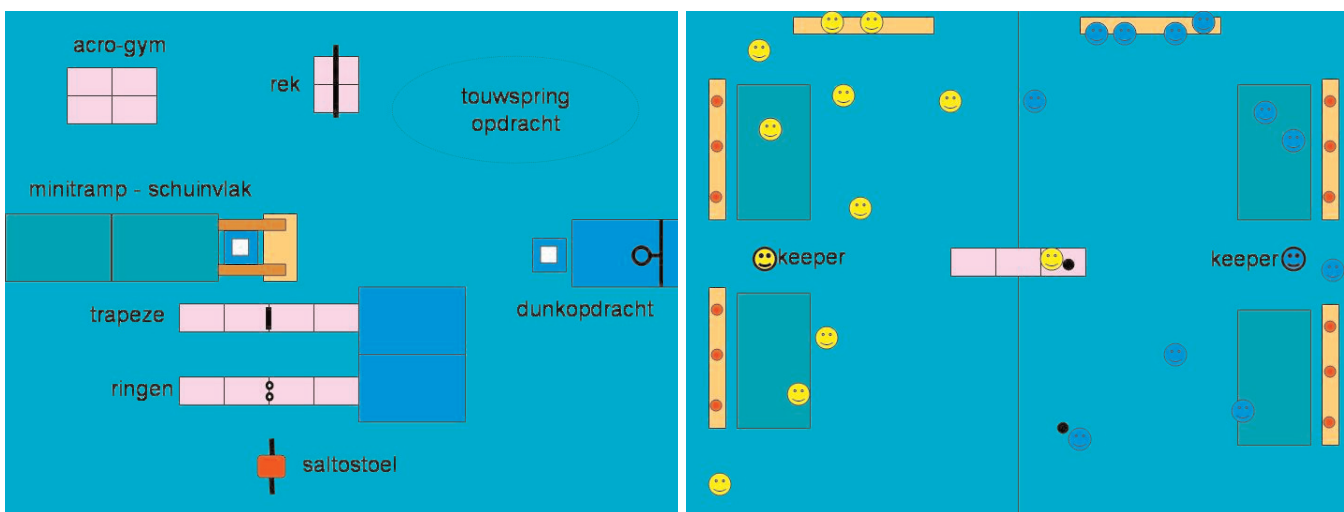 acro-gym
rek
touwspring
opdracht
minitramp - schuinvlak
trapeze
dunkopdracht
ringen
saltostoel
keeper
keeper